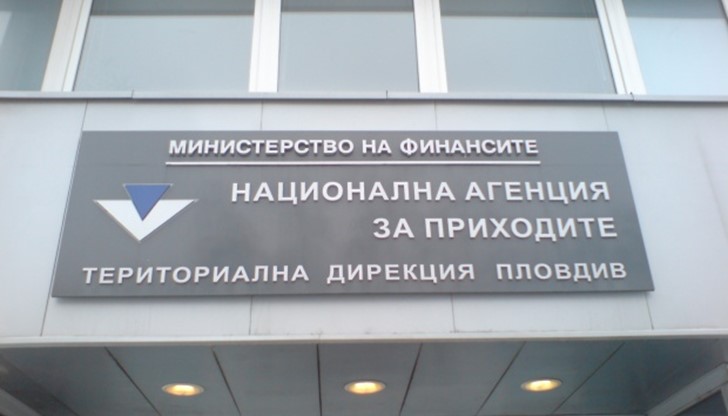 МИНИСТЕРСТВО НА ФИНАНСИТЕ
НАЦИОНАЛНА АГЕНЦИЯ
ЗА ПРИХОДИТЕ
ТЕРИТОРИАЛНА ДИРЕКЦИЯ ПЛОВДИВ